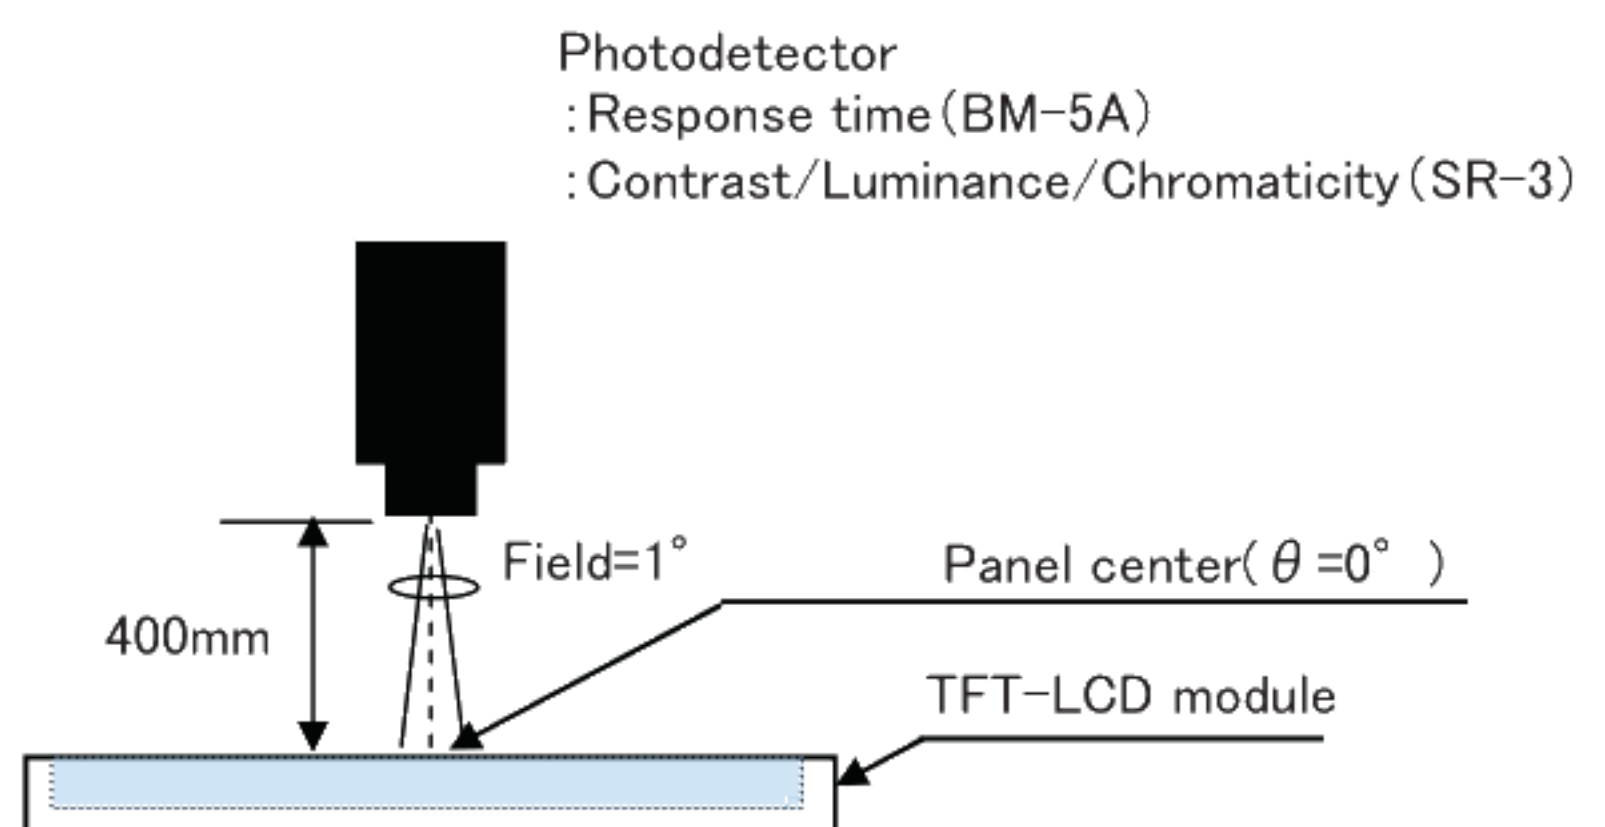 Photodetector
:Response time(BM-5A)
:Contrast/Luminance/Chromaticity(SR-3)
Field=1°
Panel center(θ=0° )
400mm
TFT-LCD module